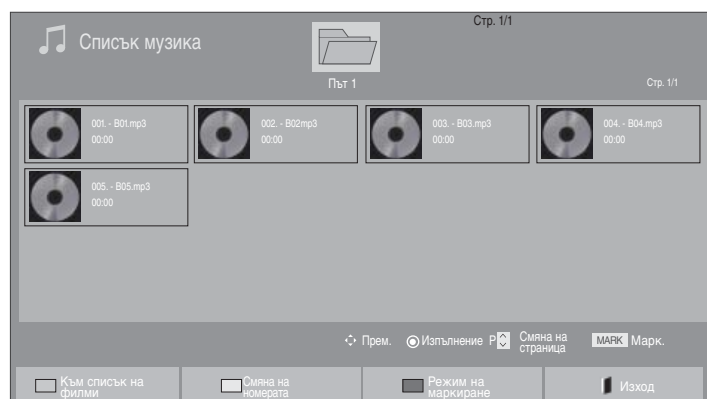 Стр. 1/1
Списък музика
Път 1
Стр. 1/1
001. - B01.mp3
00:00
002. - B02mp3
00:00
003. - B03.mp3
00:00
004. - B04.mp3
00:00
005. - B05.mp3
00:00
Прем.
Изпълнение
P
Смяна на
страница
MARK
Марк.
Към списък на
филми
Смяна на
номерата
Режим на
маркиране
Изход